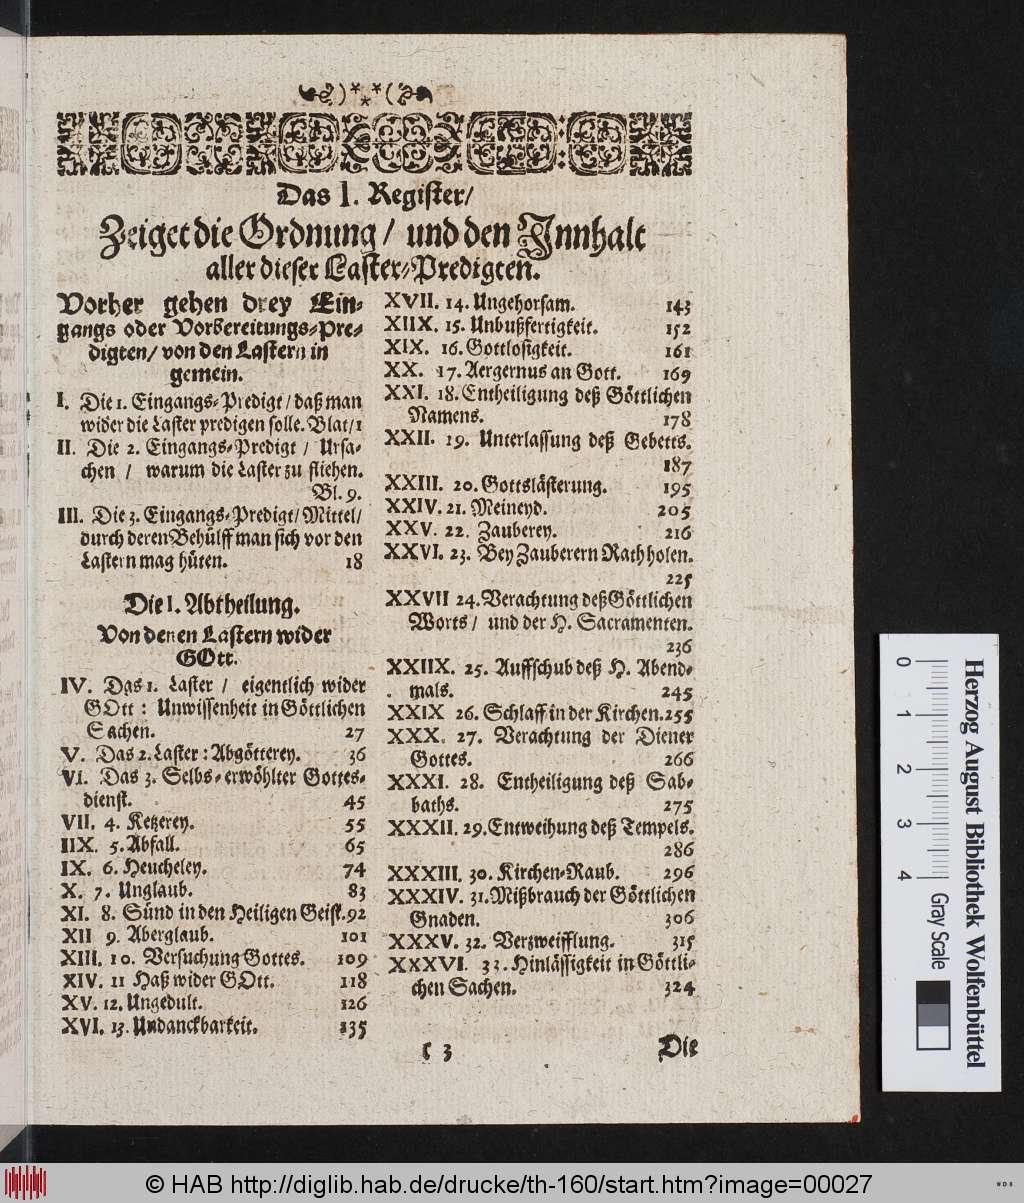 Das I. Register/
Zeiget die Ordnung / und den Innhalt
aller dieser Laster-Predigten.
Vorher gehen drey Ein-
gangs oder Vorbereitungs-Pre-
digten/ von den Lastern in
gemein.
I. Die 1. Eingangs-Predigt / daß man
wider die Laster predigen solle. Blat/1
II. Die 2. Eingangs-Predigt / Ursa-
chen / warum die Laster zu fliehen.
Bl. 9.
III. Die 3. Eingangs-Predigt/ Mittel/
durch deren Behülff man sich vor den
Lastern mag hüten. 18
Die I. Abtheilung.
Von denen Lastern wider
GOtt.
IV. Das 1. Laster / eigentlich wider
GOtt : Unwissenheit in Göttlichen
Sachen. 27
V. Das 2. Laster : Abgötterey. 36
VI. Das 3. Selbs-erwöhlter Gottes-
dienst. 45
VII. 4. Ketzerey. 55
IIX. 5. Abfall. 65
IX. 6. Heucheley. 74
X. 7. Unglaub. 83
XI. 8. Sünd in den Heiligen Geist. 92
XII 9. Aberglaub. 101
XIII. 10. Versuchung Gottes. 109
XIV. 11 Haß wider GOtt. 118
XV. 12. Ungedult. 126
XVI. 13. Undanckbarkeit. 135
XVII. 14. Ungehorsam. 143
XIIX. 15. Unbußfertigkeit. 152
XIX. 16. Gottlosigkeit. 161
XX. 17. Aergernus an Gott. 169
XXI. 18. Entheiligung deß Göttlichen
Namens. 178
XXII. 19. Unterlassung deß Gebetts.
187
XXIII. 20. Gottslästerung. 195
XXIV. 21. Meineyd. 205
XXV. 22. Zauberey. 216
XXVI. 23. Bey Zauberern Rath holen.
225
XXVII 24. Verachtung deß Göttlichen
Worts / und der H. Sacramenten.
236
XXIIX. 25. Auffschub deß H. Abend-
mals. 245
XXIX 26. Schlaff in der Kirchen. 255
XXX. 27. Verachtung der Diener
Gottes. 266
XXXI. 28. Entheiligung deß Sab-
baths. 275
XXXII. 29. Entweihung deß Tempels.
286
XXXIII. 30. Kirchen-Raub. 296
XXXIV. 31. Mißbrauch der Göttlichen
Gnaden. 306
XXXV. 32. Verzweifflung. 315
XXXVI. 33. Hinlässigkeit in Göttli-
chen Sachen. 324
c 3
Die
0 1 2 3 4
Gray Scale
Herzog August Bibliothek Wolfenbüttel
© HAB http://diglib.hab.de/drucke/th-160/start.htm?image=00027